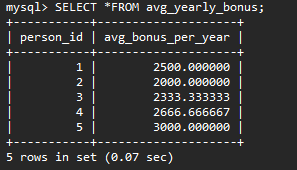 mysql> SELECT *FROM avg_yearly_bonus;
+-----------+--------------------+
| person_id | avg_bonus_per_year |
+-----------+--------------------+
|         1 |        2500.000000 |
|         2 |        2000.000000 |
|         3 |        2333.333333 |
|         4 |        2666.666667 |
|         5 |        3000.000000 |
+-----------+--------------------+
5 rows in set (0.07 sec)